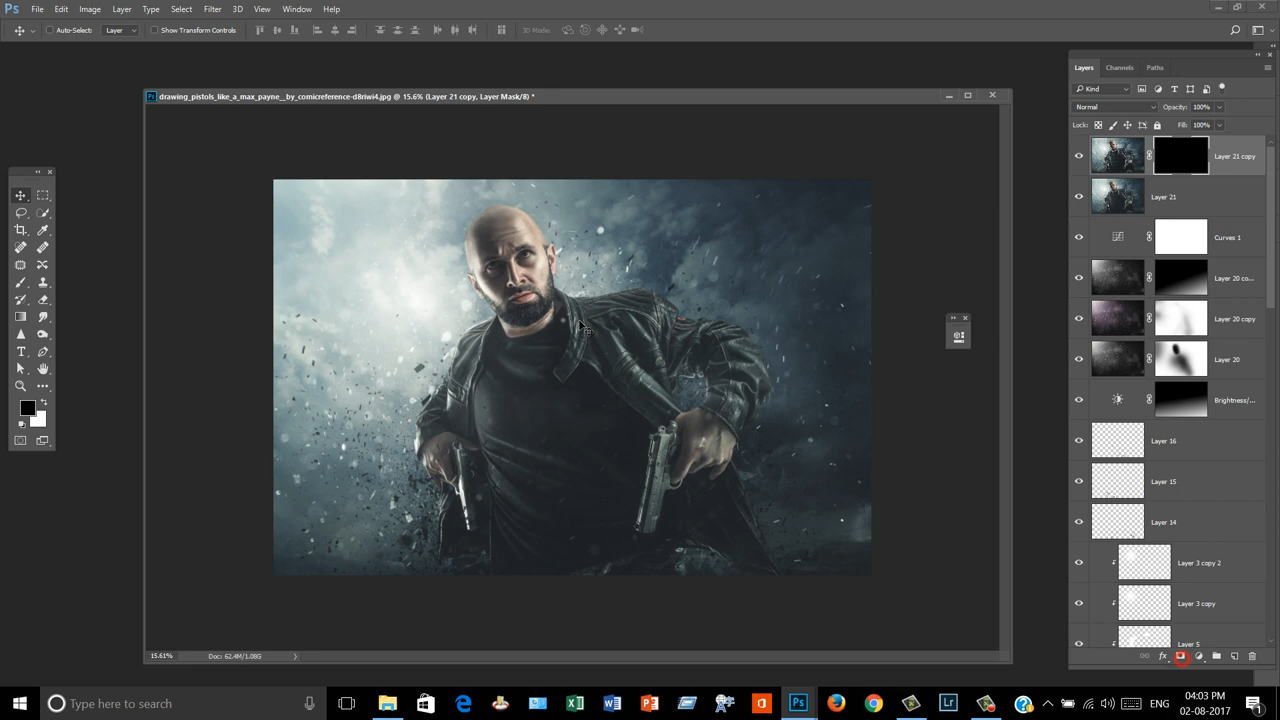 Ps File Edit Image Layer Type Select Filter 3D View Window Help
Auto-Select: Layer Show Transform Controls 3D Mode:
drawing_pistols_like_a_max_payne__by_comicreference-d8riwi4.jpg @ 15.6% (Layer 21 copy, Layer Mask/8) *
Layers Channels Paths
Kind
Normal Opacity: 100%
Lock: Fill: 100%
Layer 21 copy
Layer 21
Curves 1
Layer 20 co...
Layer 20 copy
Layer 20
Brightness/...
Layer 16
Layer 15
Layer 14
Layer 3 copy 2
Layer 3 copy
Layer 5
fx
15.61% Doc: 62.4M/1.08G
Type here to search
Ps
Lr
ENG
04:03 PM
02-08-2017
1